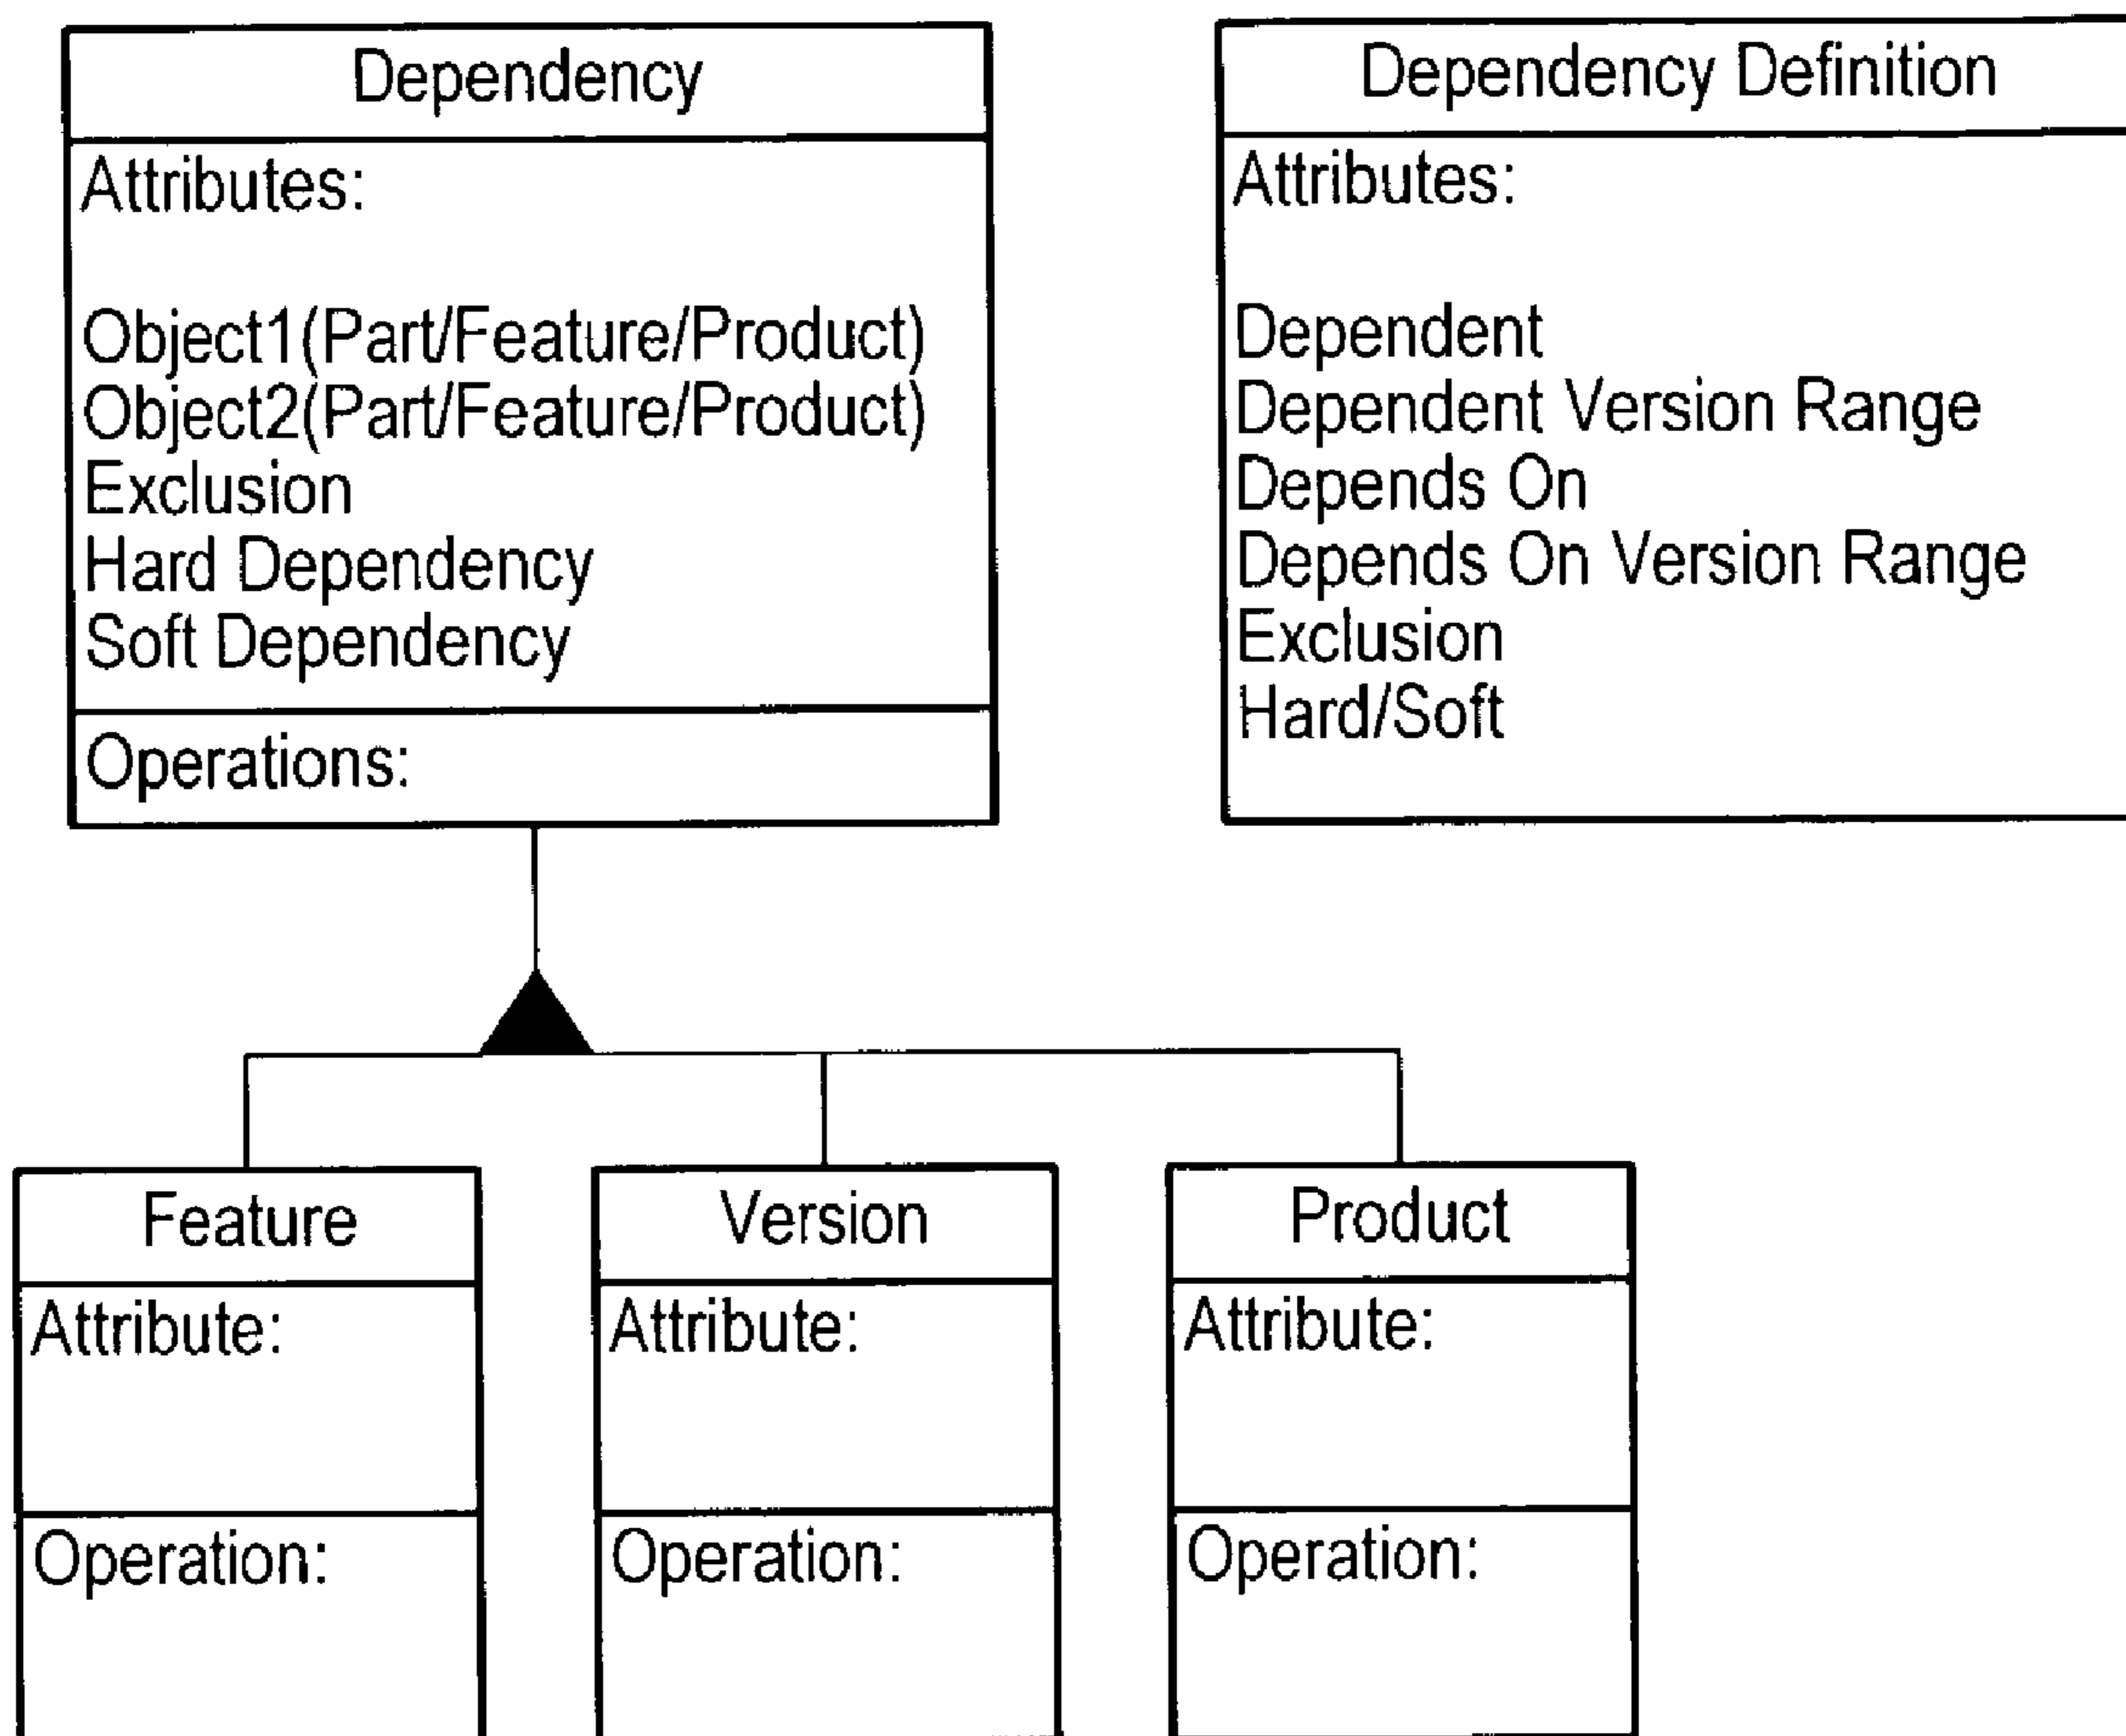 Dependency
Attributes:
Object1(Part/Feature/Product)
Object2(Part/Feature/Product)
Exclusion
Hard Dependency
Soft Dependency
Operations:
Dependency Definition
Attributes:
Dependent
Dependent Version Range
Depends On
Depends On Version Range
Exclusion
Hard/Soft
Feature
Attribute:
Operation:
Version
Attribute:
Operation:
Product
Attribute:
Operation: